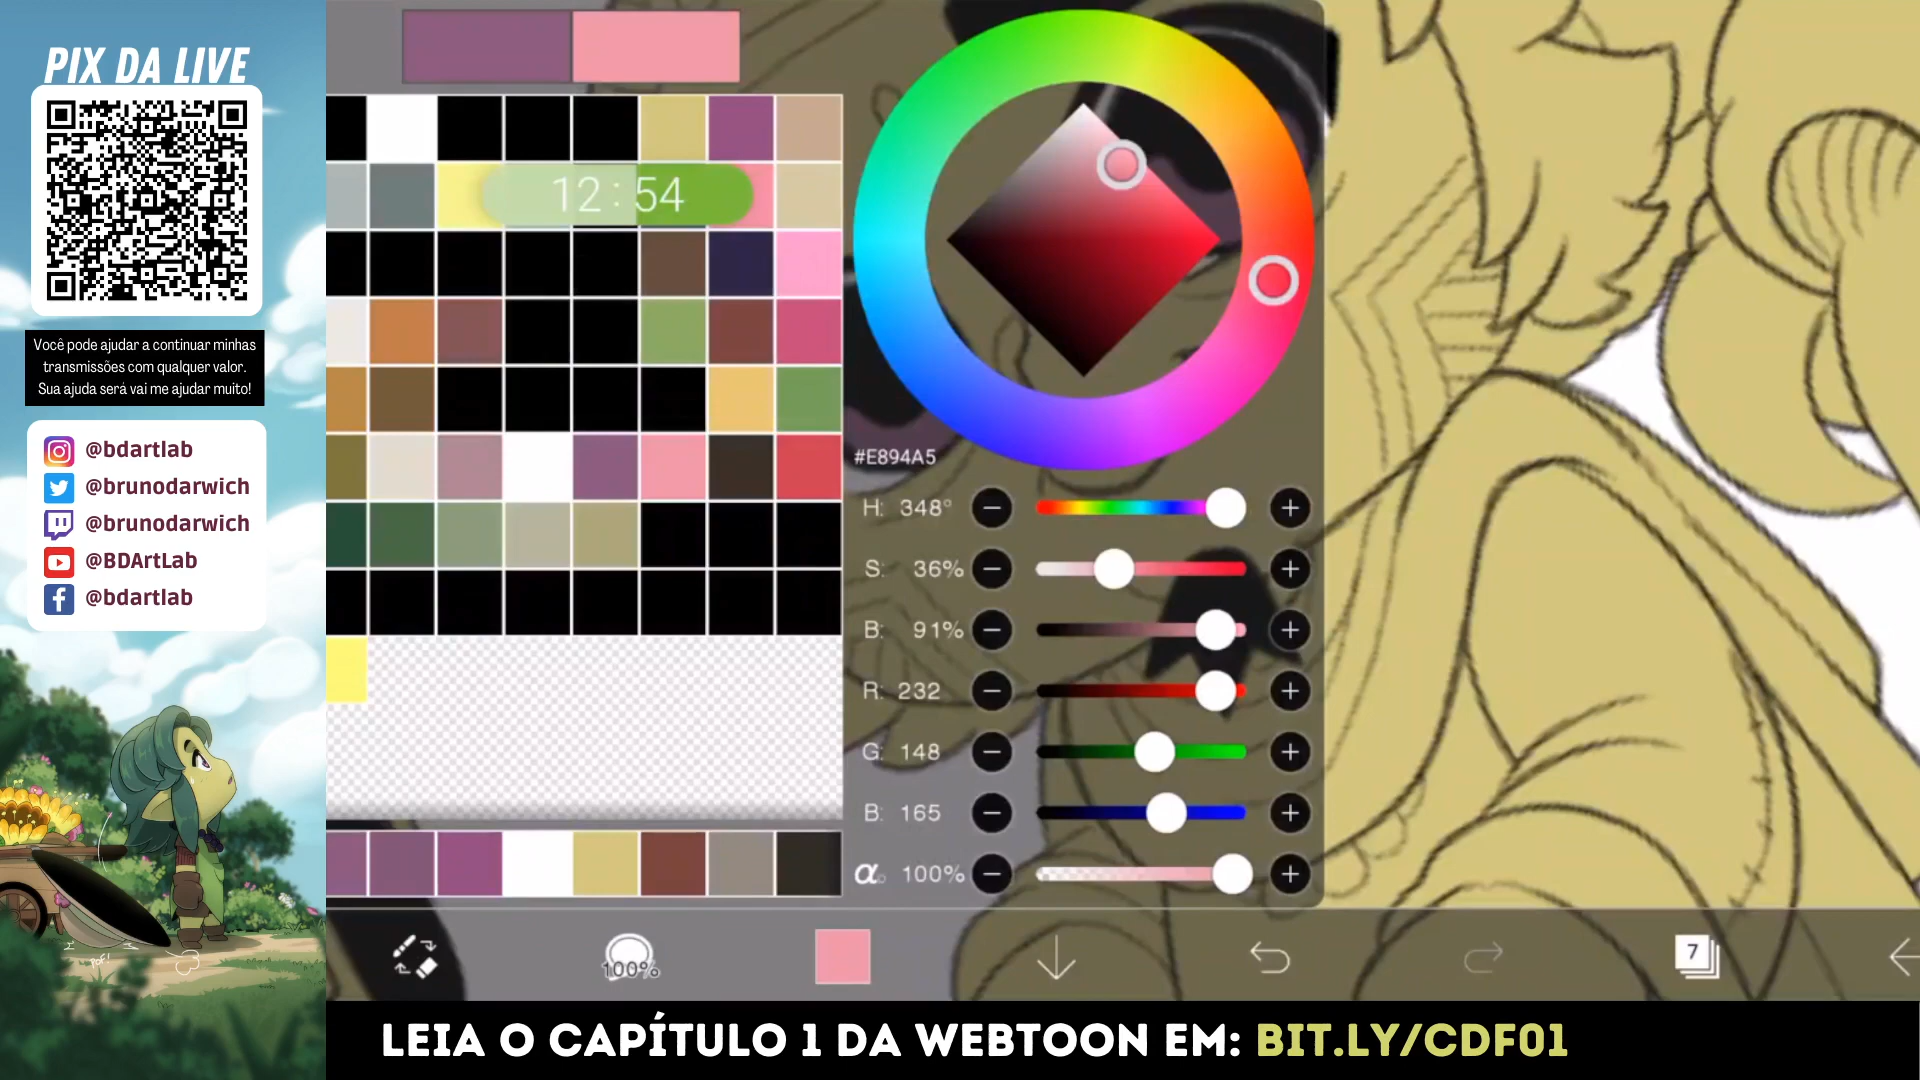 PIX DA LIVE
Você pode ajudar a continuar minhas
transmissões com qualquer valor.
Sua ajuda será vai me ajudar muito!
@bdartlab
@brunodarwich
@brunodarwich
@BDArtLab
@bdartlab
POF!
12:54
#E894A5
H: 348°
S: 36%
B: 91%
R: 232
G: 148
B: 165
α 100%
100%
7
LEIA O CAPÍTULO 1 DA WEBTOON EM: BIT.LY/CDF01